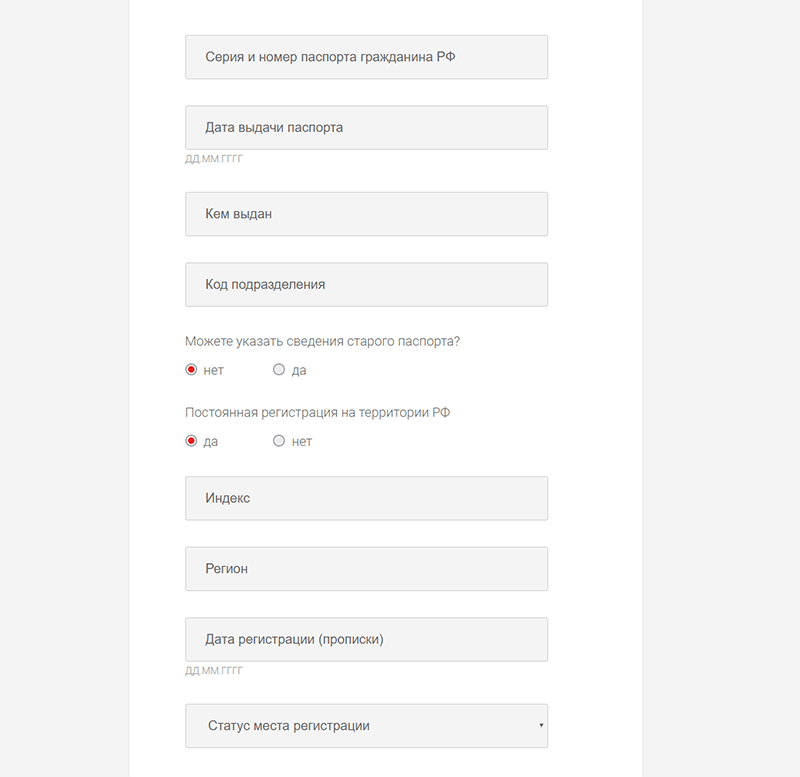 Серия и номер паспорта гражданина РФ
Дата выдачи паспорта
ДД.ММ.ГГГГ
Кем выдан
Код подразделения
Можете указать сведения старого паспорта?
нет да
Постоянная регистрация на территории РФ
да нет
Индекс
Регион
Дата регистрации (прописки)
ДД.ММ.ГГГГ
Статус места регистрации